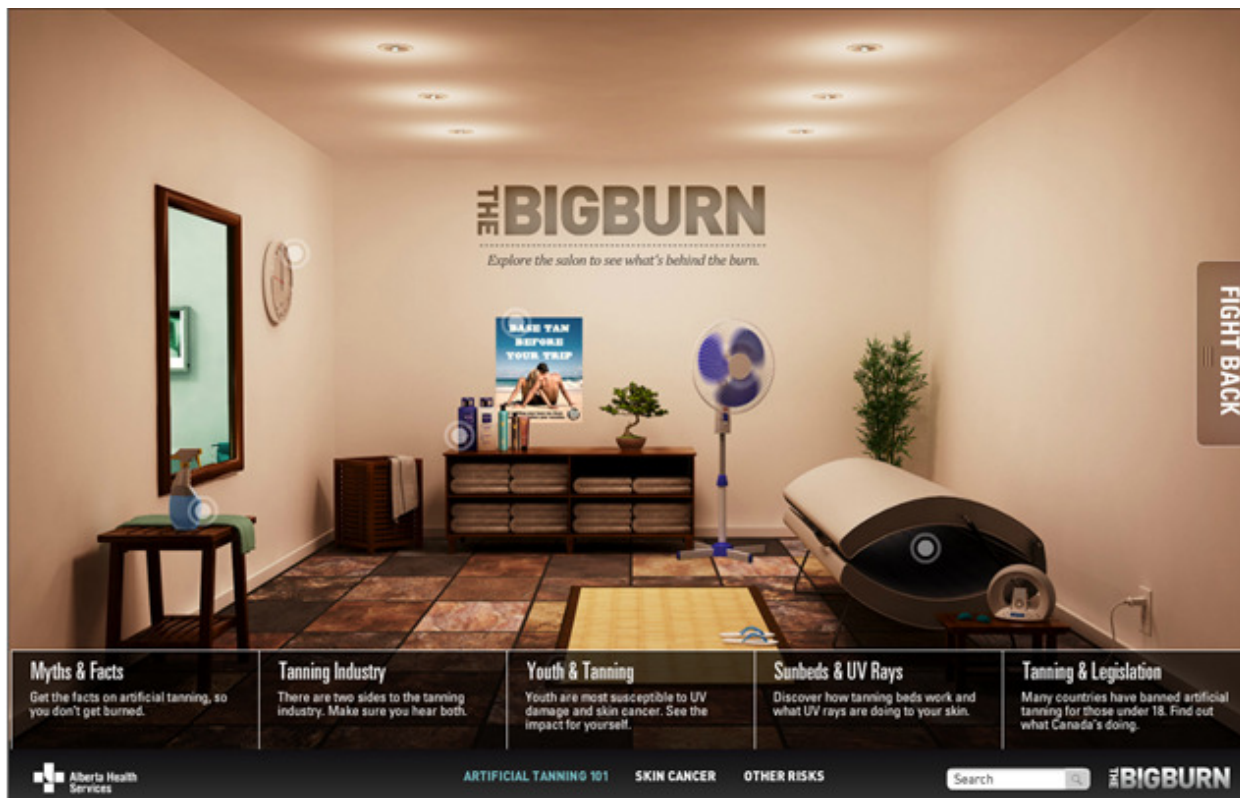 THE BIGBURN
Explore the salon to see what's behind the burn.
BASE TAN
BEFORE
YOUR TRIP
FIGHT BACK
Myths & Facts
Get the facts on artificial tanning, so
you don't get burned.
Tanning Industry
There are two sides to the tanning
industry. Make sure you hear both.
Youth & Tanning
Youth are most susceptible to UV
damage and skin cancer. See the
impact for yourself.
Sunbeds & UV Rays
Discover how tanning beds work and
what UV rays are doing to your skin.
Tanning & Legislation
Many countries have banned artificial
tanning for those under 18. Find out
what Canada's doing.
Alberta Health
Services
ARTIFICIAL TANNING 101 SKIN CANCER OTHER RISKS
Search
THE BIGBURN